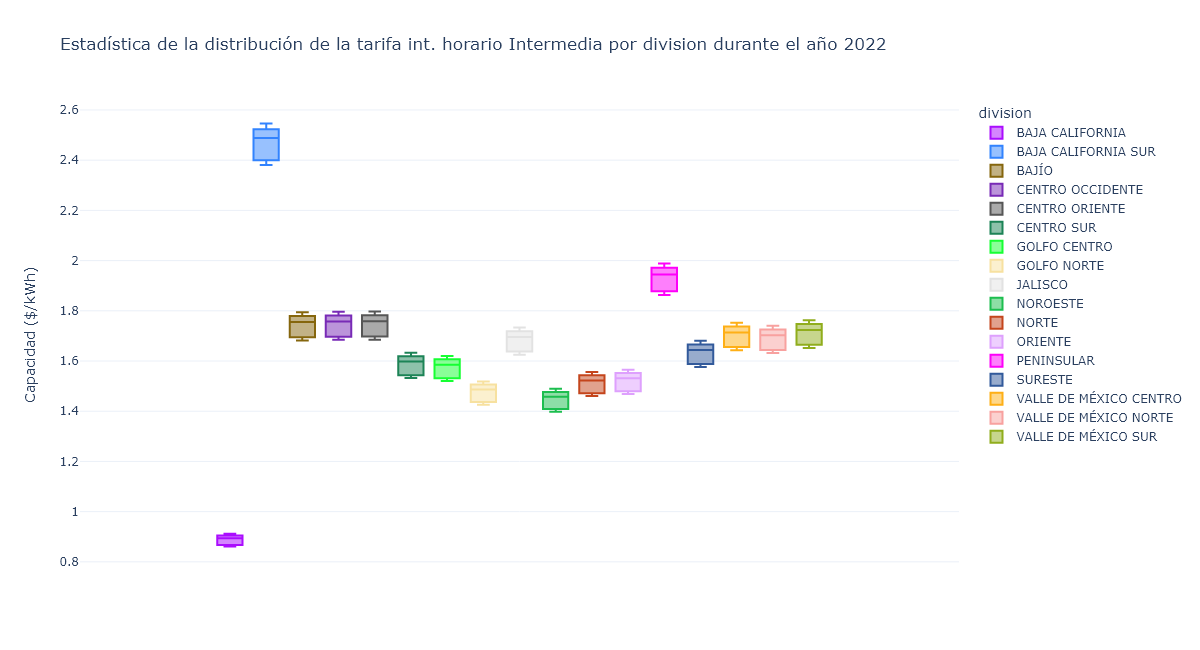 Estadística de la distribución de la tarifa int. horario Intermedia por division durante el año 2022
Capacidad ($/kWh)
2.6
2.4
2.2
2
1.8
1.6
1.4
1.2
1
0.8
division
BAJA CALIFORNIA
BAJA CALIFORNIA SUR
BAJÍO
CENTRO OCCIDENTE
CENTRO ORIENTE
CENTRO SUR
GOLFO CENTRO
GOLFO NORTE
JALISCO
NOROESTE
NORTE
ORIENTE
PENINSULAR
SURESTE
VALLE DE MÉXICO CENTRO
VALLE DE MÉXICO NORTE
VALLE DE MÉXICO SUR